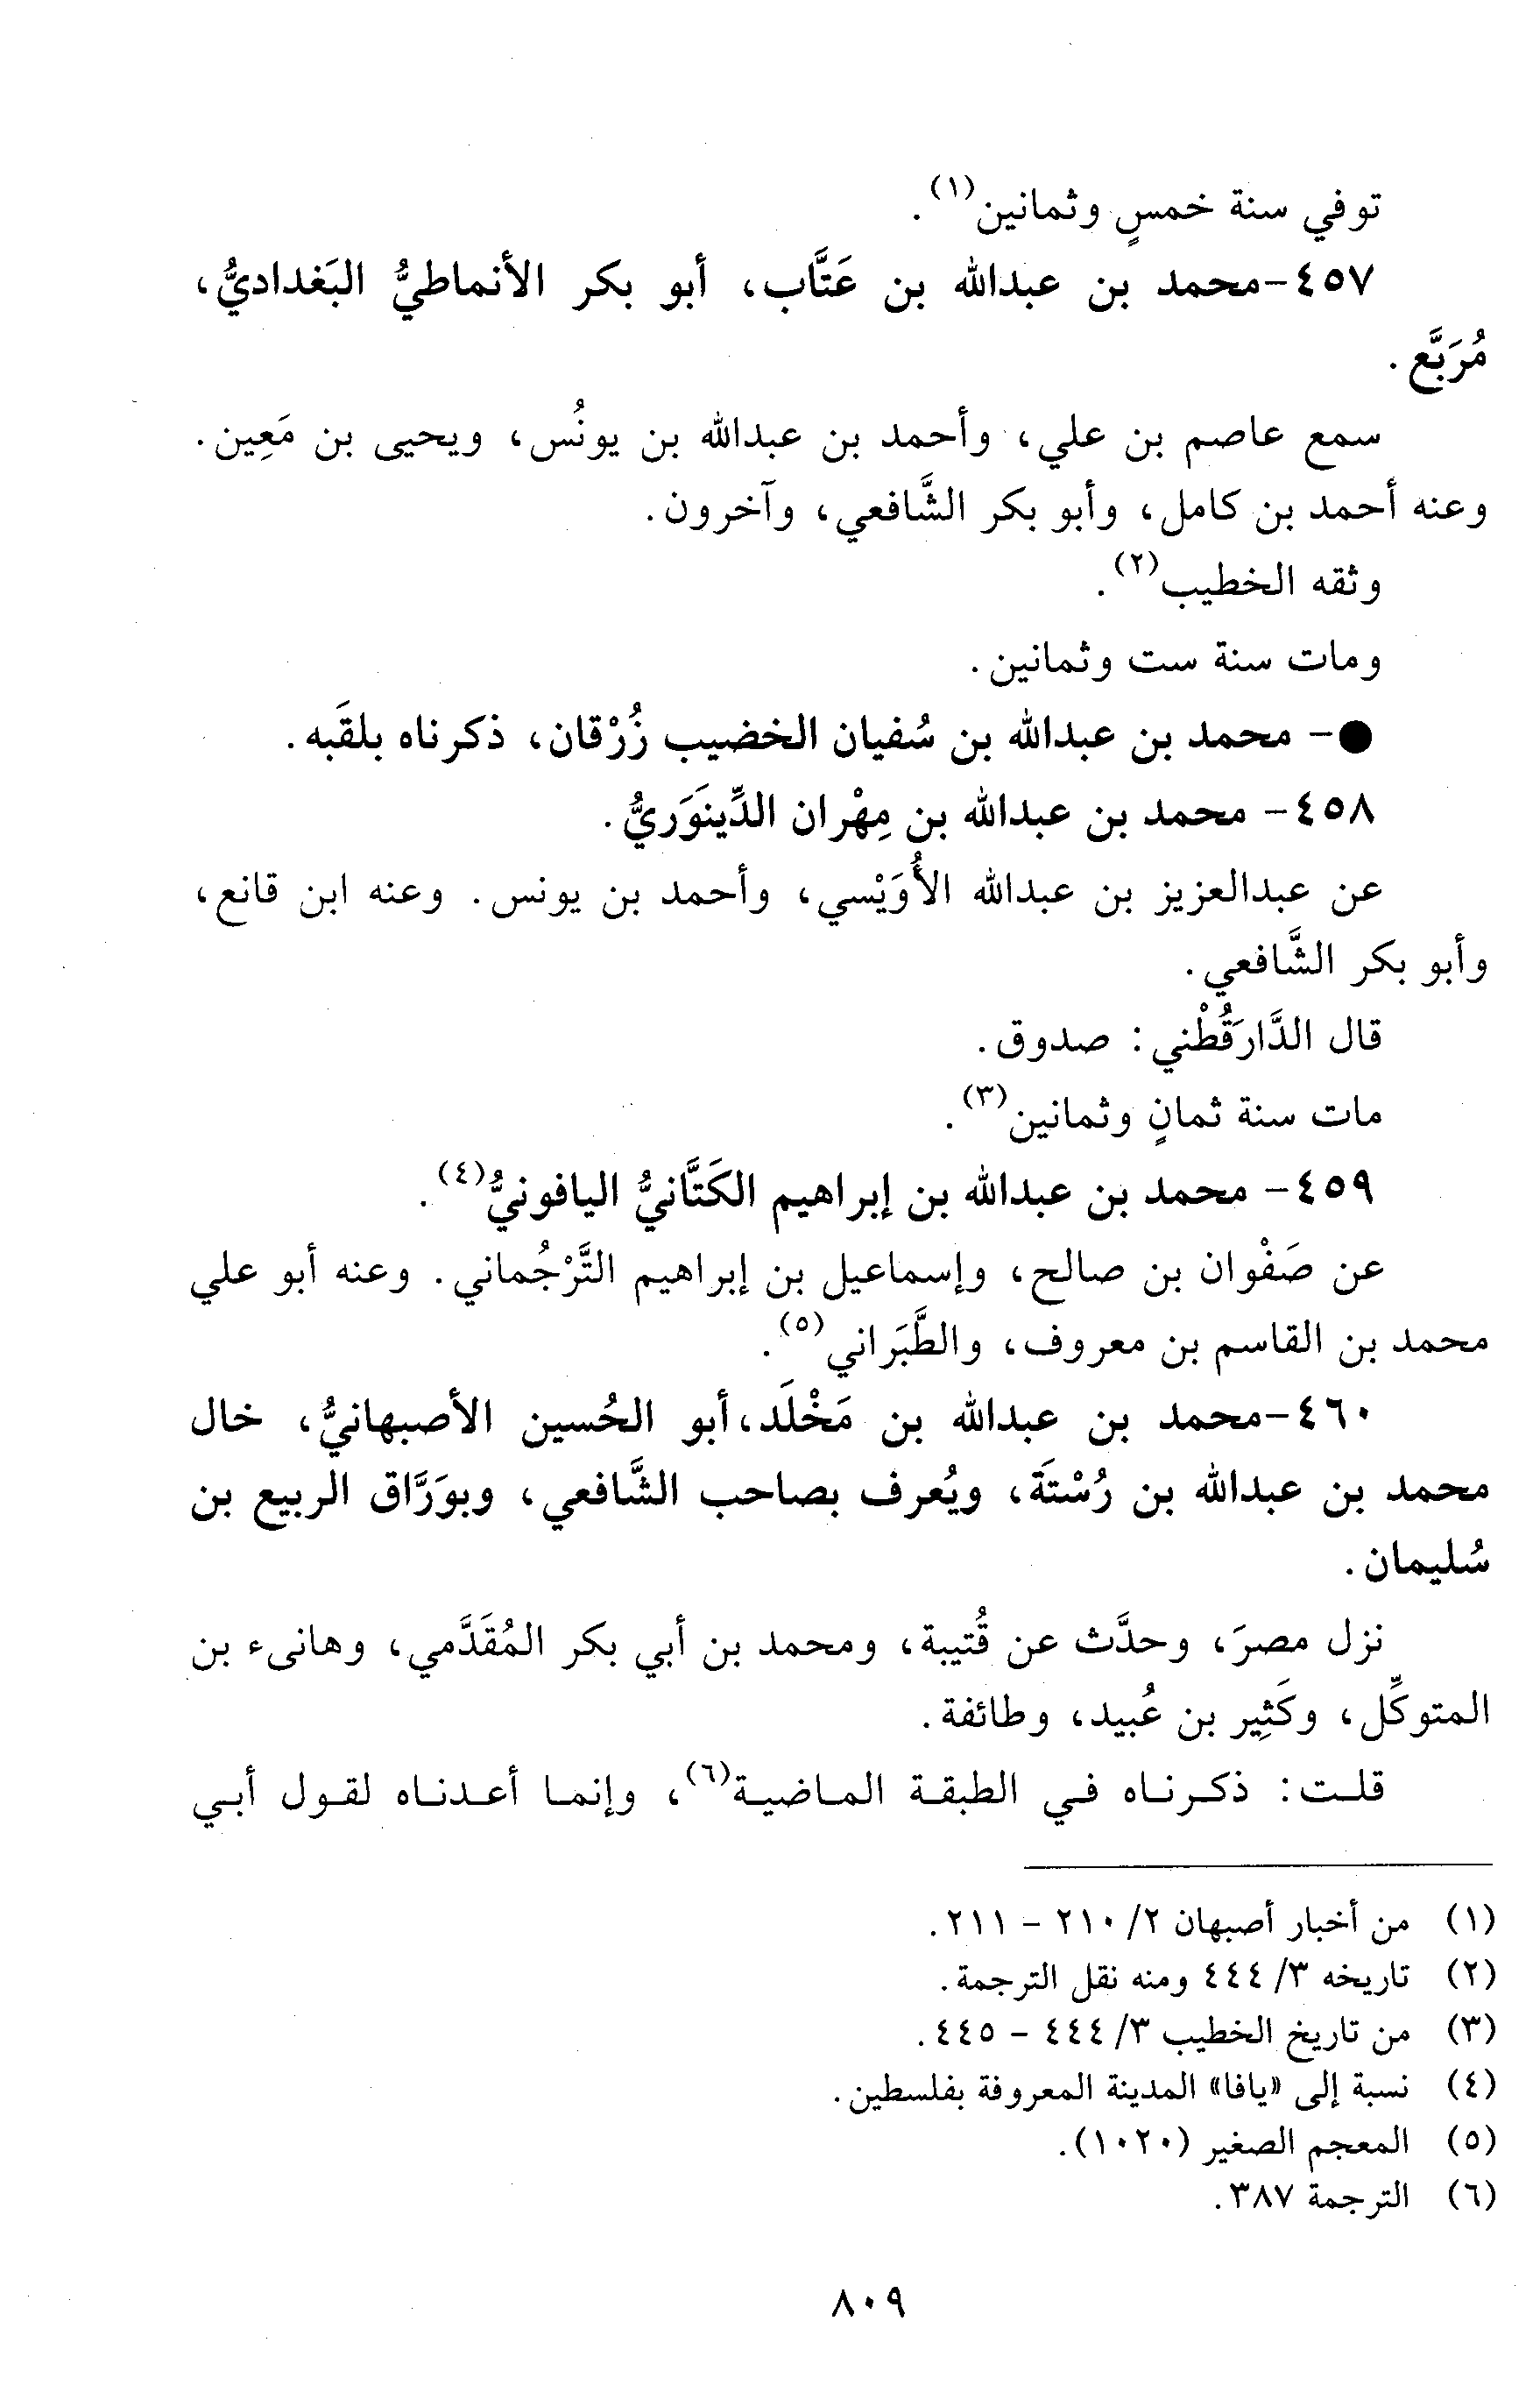 توفي سنة خمسٍ وثمانين(١).
٤٥٧-محمد بن عبدالله بن عَتَّاب، أبو بكر الأنماطيُّ البَغداديُّ،
مُرَبَّع.
سمع عاصم بن علي، وأحمد بن عبدالله بن يونُس، ويحيى بن مَعِين.
وعنه أحمد بن كامل، وأبو بكر الشَّافعي، وآخرون.
وثقه الخطيب(٢).
ومات سنة ست وثمانين.
●- محمد بن عبدالله بن سُفيان الخضيب زُرْقان، ذكرناه بلقَبه.
٤٥٨- محمد بن عبدالله بن مِهْران الدِّينَوَريُّ.
عن عبدالعزيز بن عبدالله الأُوَيْسي، وأحمد بن يونس. وعنه ابن قانع،
وأبو بكر الشَّافعي.
قال الدَّارَقُطْني: صدوق.
مات سنة ثمانٍ وثمانين(٣).
٤٥٩- محمد بن عبدالله بن إبراهيم الكَتَّانيُّ اليافونيُّ(٤).
عن صَفْوان بن صالح، وإسماعيل بن إبراهيم التَّرْجُماني. وعنه أبو علي
محمد بن القاسم بن معروف، والطَّبَراني(٥).
٤٦٠-محمد بن عبدالله بن مَخْلَد،أبو الحُسين الأصبهانيُّ، خال
محمد بن عبدالله بن رُسْتَة، ويُعرف بصاحب الشَّافعي، وبوَرَّاق الربيع بن
سُليمان.
نزل مصرَ، وحدَّث عن قُتيبة، ومحمد بن أبي بكر المُقَدَّمي، وهانىء بن
المتوكِّل، وكَثِير بن عُبيد، وطائفة.
قلت: ذكرناه في الطبقة الماضية(٦)، وإنما أعدناه لقول أبي
(١) من أخبار أصبهان ٢/ ٢١٠ - ٢١١.
(٢) تاريخه ٣/ ٤٤٤ ومنه نقل الترجمة.
(٣) من تاريخ الخطيب ٣/ ٤٤٤ - ٤٤٥.
(٤) نسبة إلى «يافا» المدينة المعروفة بفلسطين.
(٥) المعجم الصغير (١٠٢٠).
(٦) الترجمة ٣٨٧.
٨٠٩